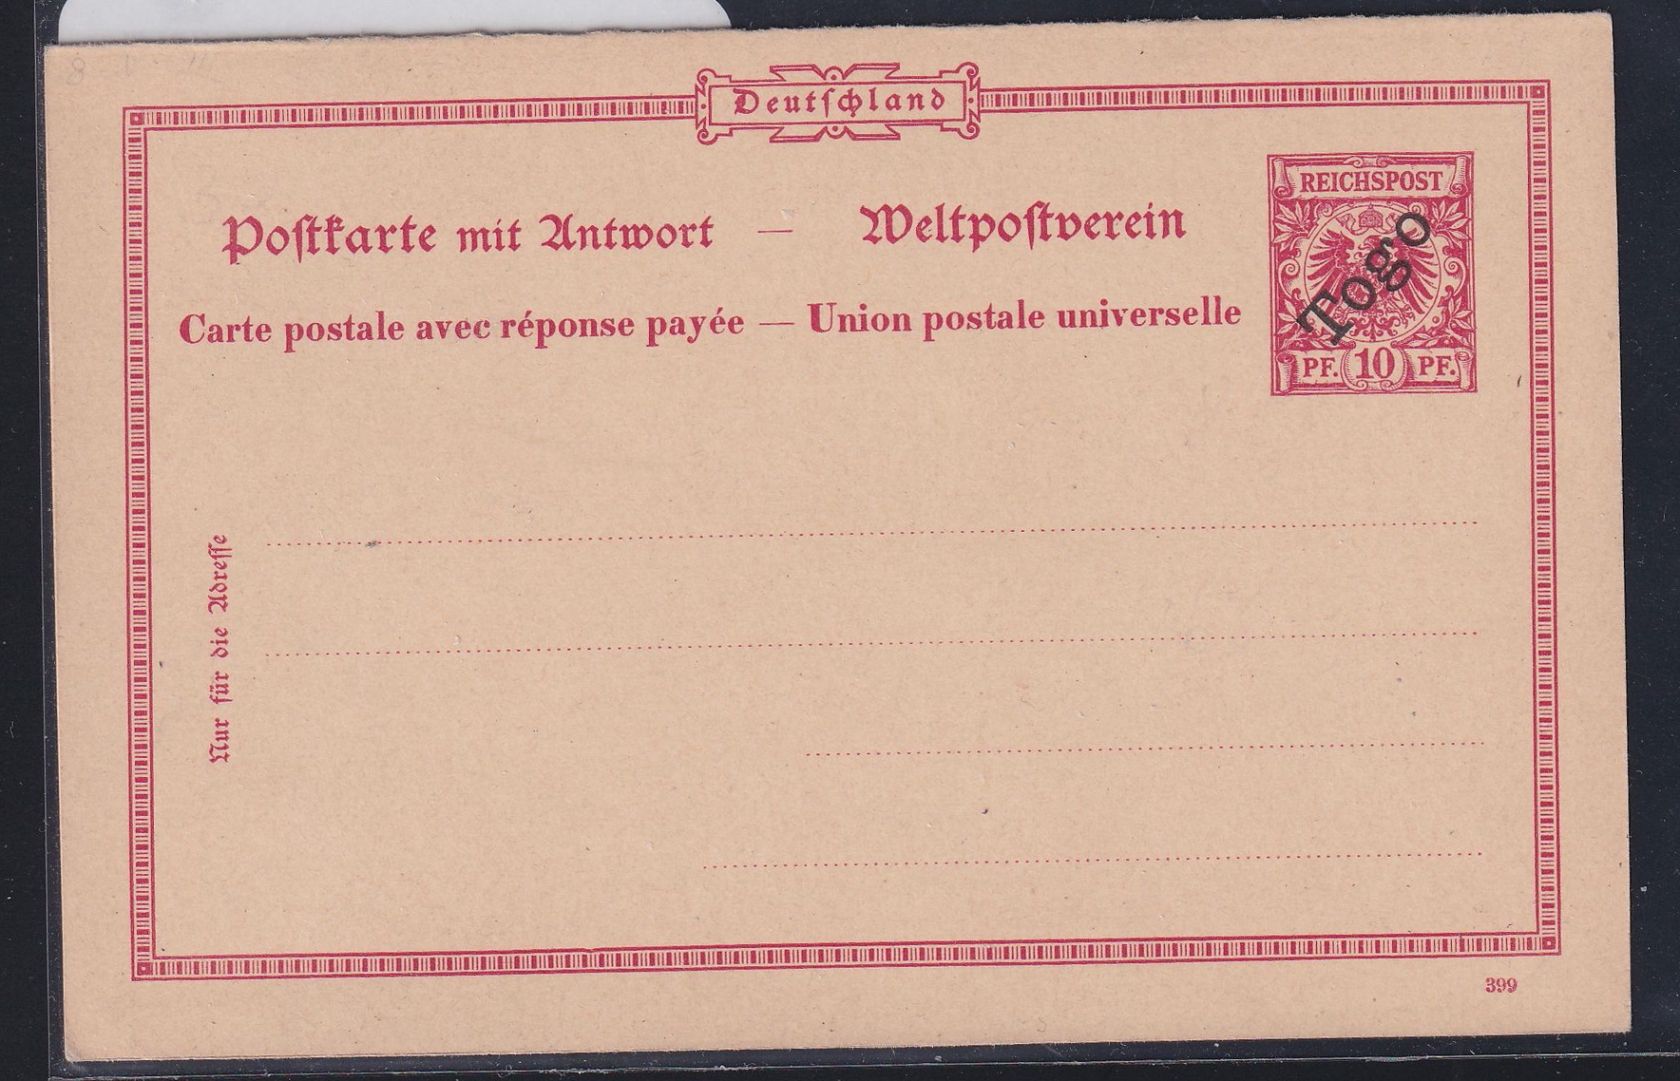 Deutſchland
REICHSPOST
Togo
PF. 10 PF.
Poſtkarte mit Antwort — Weltpoſtverein
Carte postale avec réponse payée — Union postale universelle
Nur für die Adreſſe
399